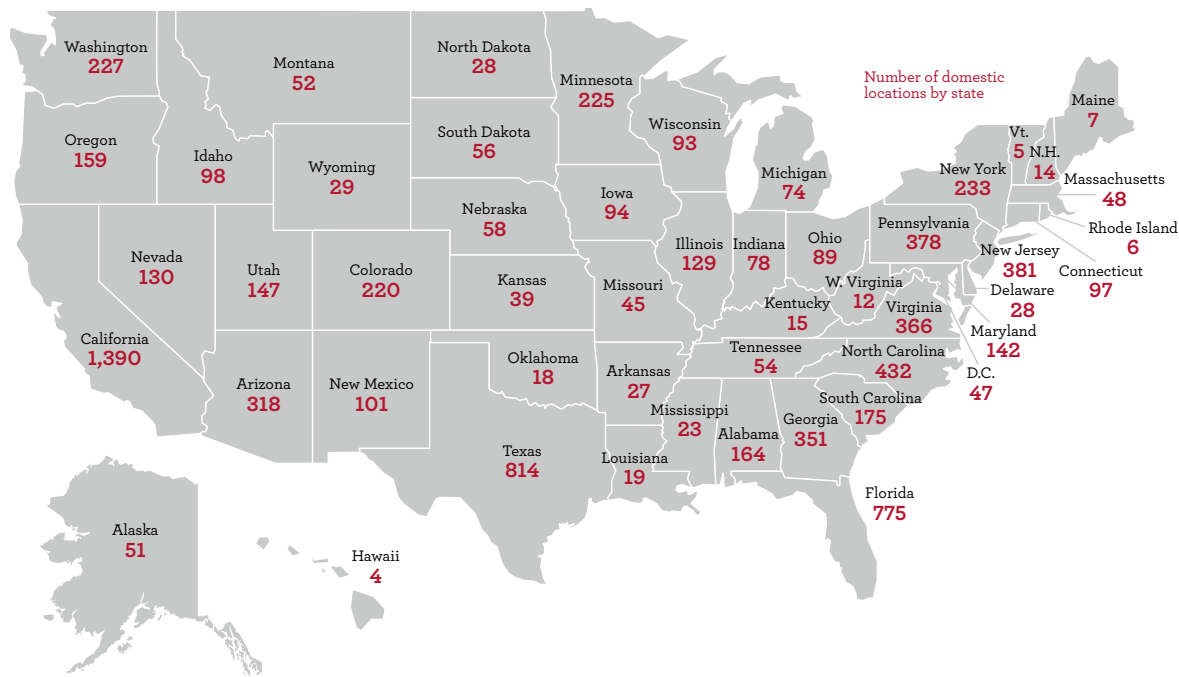 Washington
227
Montana
52
North Dakota
28
Minnesota
225
Number of domestic
locations by state
Maine
7
Oregon
159
Idaho
98
Wyoming
29
South Dakota
56
Wisconsin
93
Michigan
74
Vt.
5
N.H.
14
New York
233
Massachusetts
48
Rhode Island
6
Connecticut
97
Nevada
130
Utah
147
Colorado
220
Nebraska
58
Iowa
94
Kansas
39
Missouri
45
Illinois
129
Indiana
78
Ohio
89
Pennsylvania
378
New Jersey
381
Delaware
28
Maryland
142
D.C.
47
W. Virginia
12
Virginia
366
Kentucky
15
California
1,390
Arizona
318
New Mexico
101
Oklahoma
18
Arkansas
27
Tennessee
54
North Carolina
432
South Carolina
175
Mississippi
23
Alabama
164
Georgia
351
Texas
814
Louisiana
19
Florida
775
Alaska
51
Hawaii
4